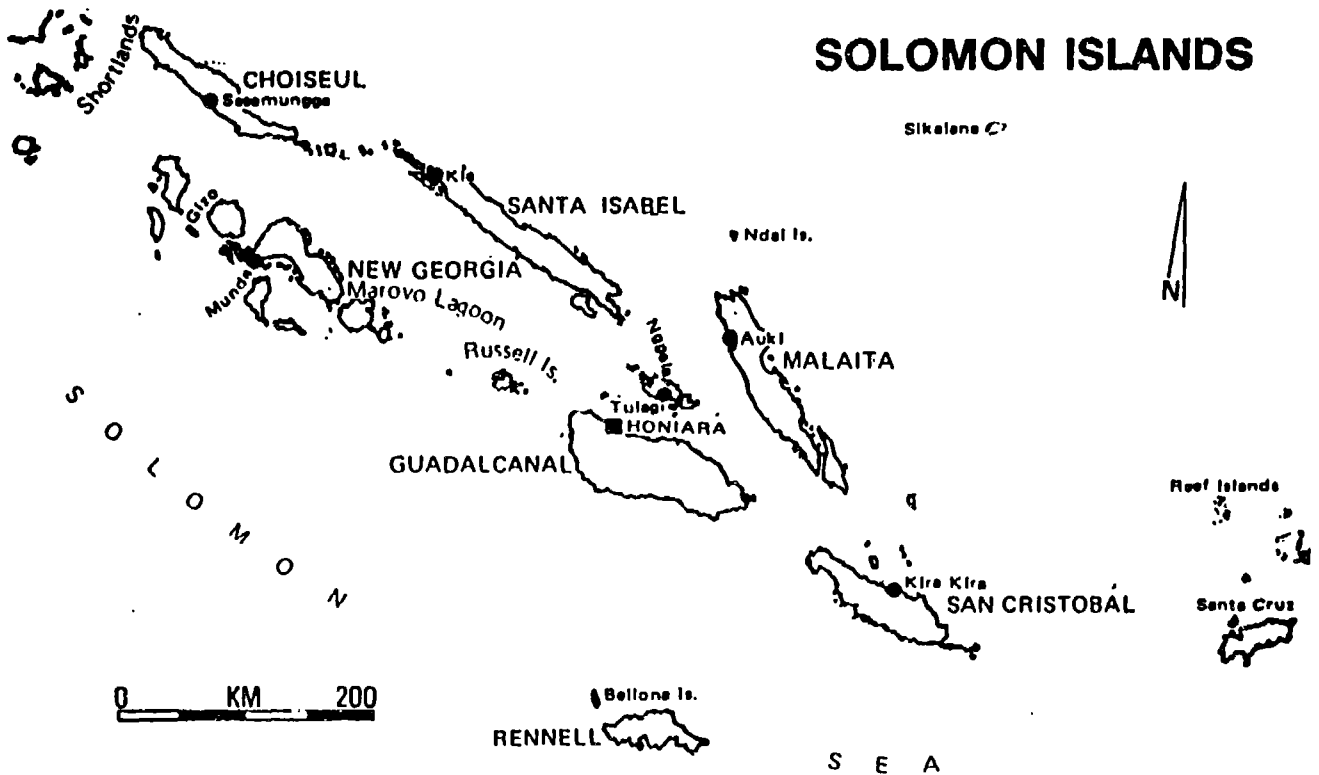 SOLOMON ISLANDS
Shortlands
CHOISEUL
Sasamungga
Sikaiana
Kia
SANTA ISABEL
Gizo
Ndai Is.
NEW GEORGIA
Munda
Marovo Lagoon
N
Russell Is.
Nggela
Auki
MALAITA
Tulagi
HONIARA
GUADALCANAL
Reef Islands
Kira Kira
SAN CRISTOBAL
Santa Cruz
0 KM 200
Bellona Is.
RENNELL
SOLOMON
SEA